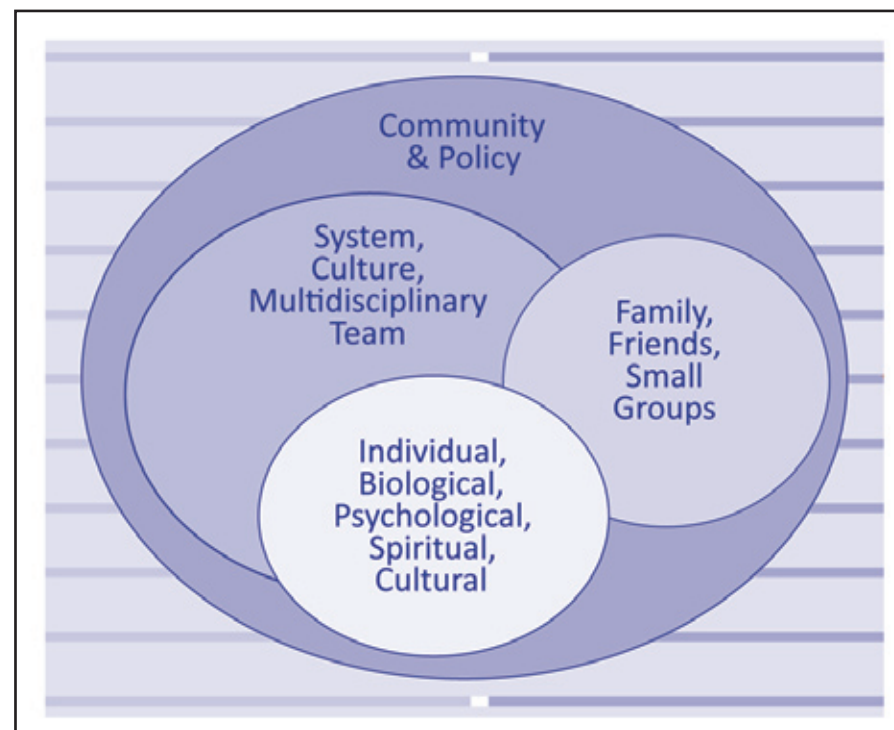 Community
& Policy
System,
Culture,
Multidisciplinary
Team
Family,
Friends,
Small
Groups
Individual,
Biological,
Psychological,
Spiritual,
Cultural